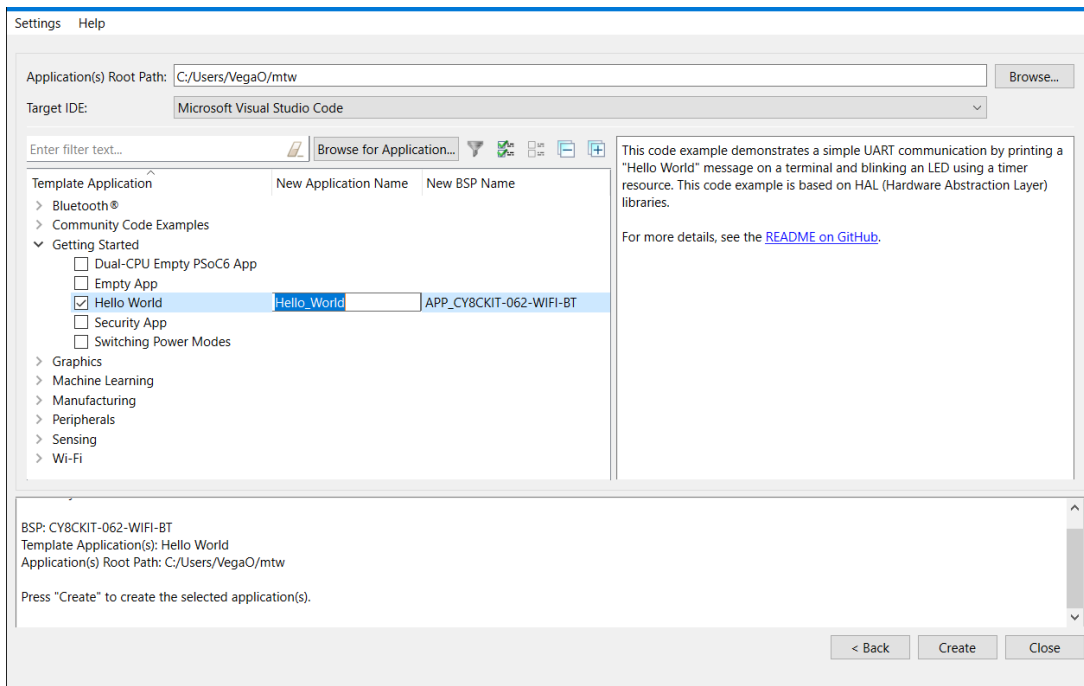 Settings Help
Application(s) Root Path: C:/Users/VegaO/mtw Browse...
Target IDE: Microsoft Visual Studio Code
Enter filter text... Browse for Application...
Template Application New Application Name New BSP Name
Bluetooth®
Community Code Examples
Getting Started
Dual-CPU Empty PSoC6 App
Empty App
Hello World Hello_World APP_CY8CKIT-062-WIFI-BT
Security App
Switching Power Modes
Graphics
Machine Learning
Manufacturing
Peripherals
Sensing
Wi-Fi
This code example demonstrates a simple UART communication by printing a
"Hello World" message on a terminal and blinking an LED using a timer
resource. This code example is based on HAL (Hardware Abstraction Layer)
libraries.
For more details, see the README on GitHub.
BSP: CY8CKIT-062-WIFI-BT
Template Application(s): Hello World
Application(s) Root Path: C:/Users/VegaO/mtw
Press "Create" to create the selected application(s).
< Back Create Close